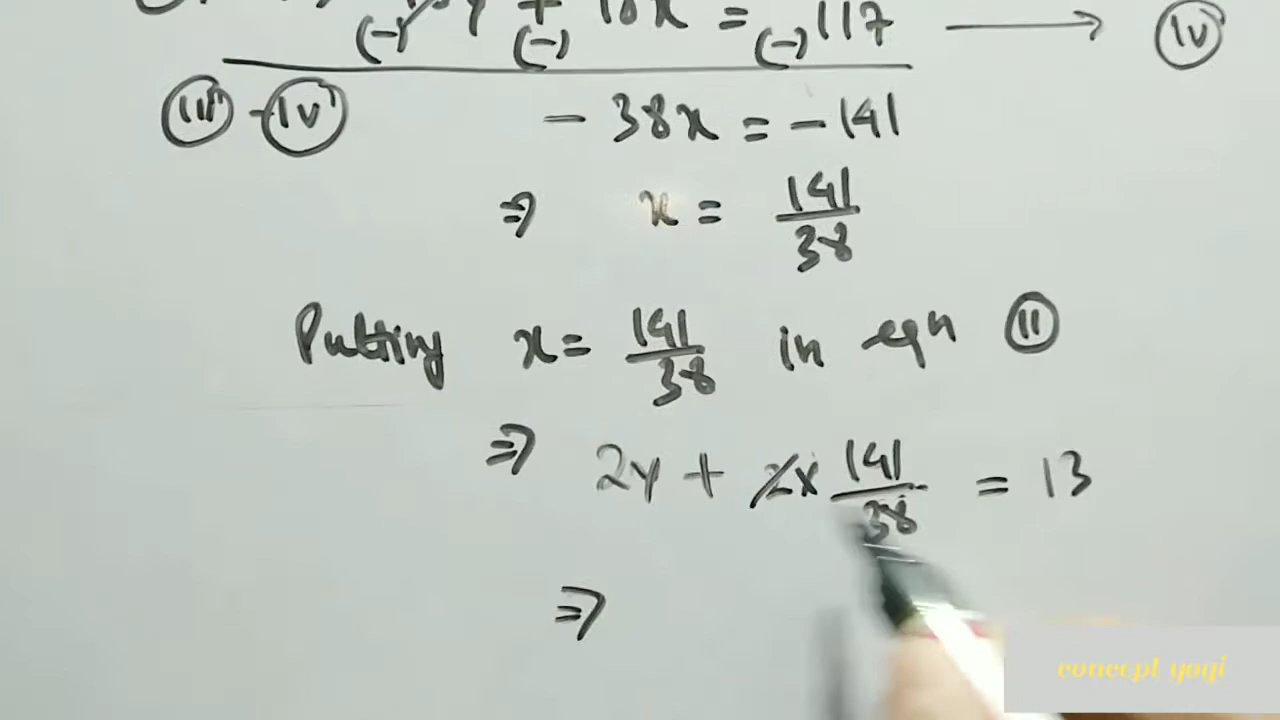 + 18x = 117 ⟶ (iv)
(-) (-) (-)
(iii) - (iv) - 38x = - 141
⇒ x = 141/38
Putting x = 141/38 in eqn (II)
⇒ 2y + 2x 141/38 = 13
⇒
concept yogi